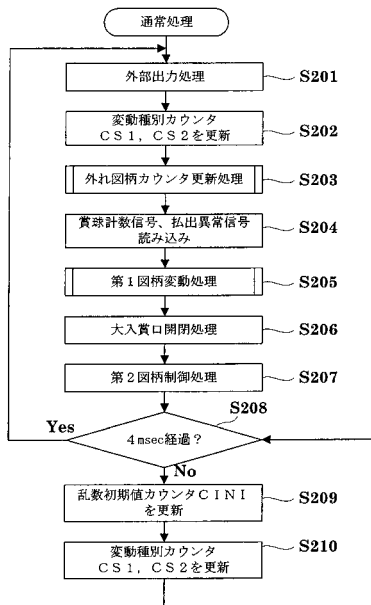 通常処理
外部出力処理
S201
変動種別カウンタ
CS1，CS2を更新
S202
外れ図柄カウンタ更新処理
S203
賞球計数信号、払出異常信号
読み込み
S204
第1図柄変動処理
S205
大入賞口開閉処理
S206
第2図柄制御処理
S207
S208
Yes
4msec経過？
No
乱数初期値カウンタCINI
を更新
S209
変動種別カウンタ
CS1，CS2を更新
S210